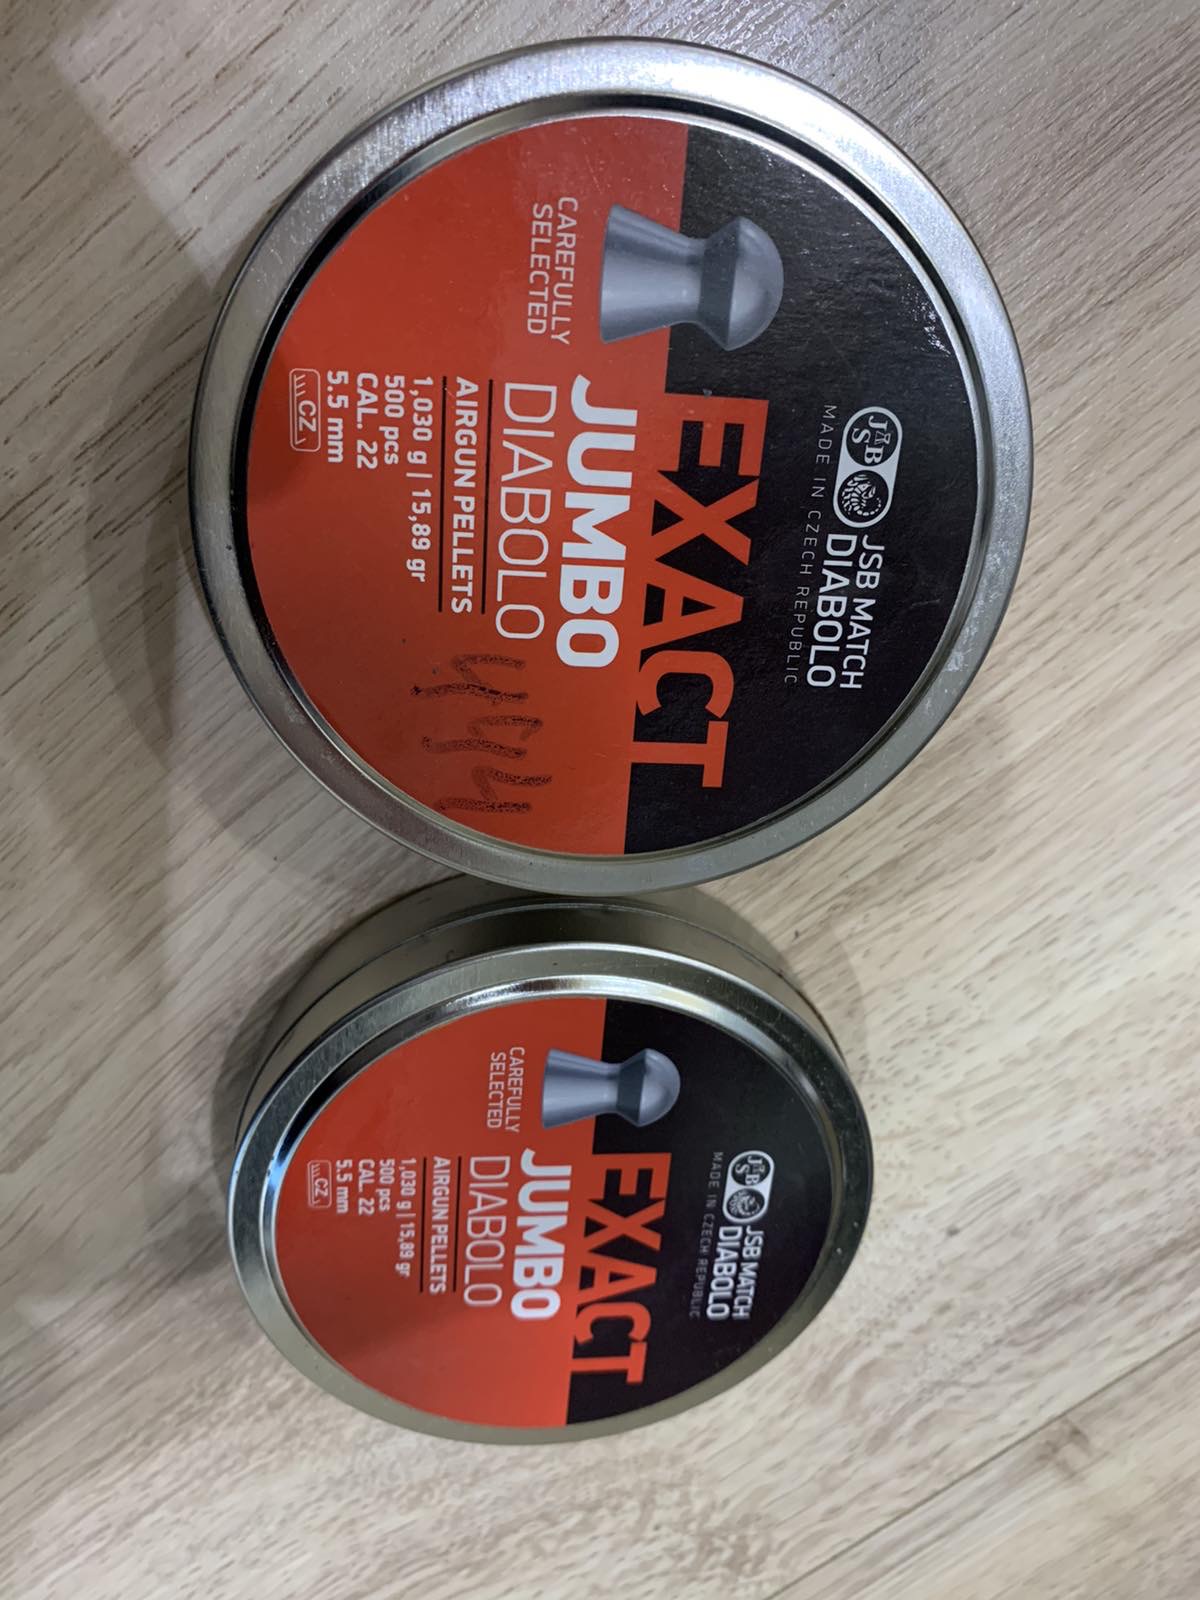 JSB
JSB MATCH
DIABOLO
MADE IN CZECH REPUBLIC
EXACT
JUMBO
DIABOLO
CAREFULLY
SELECTED
AIRGUN PELLETS
1,030 g | 15,89 gr
500 pcs
CAL. 22
5.5 mm
CZ
JSB
JSB MATCH
DIABOLO
MADE IN CZECH REPUBLIC
EXACT
JUMBO
DIABOLO
CAREFULLY
SELECTED
AIRGUN PELLETS
1,030 g | 15,89 gr
500 pcs
CAL. 22
5.5 mm
CZ